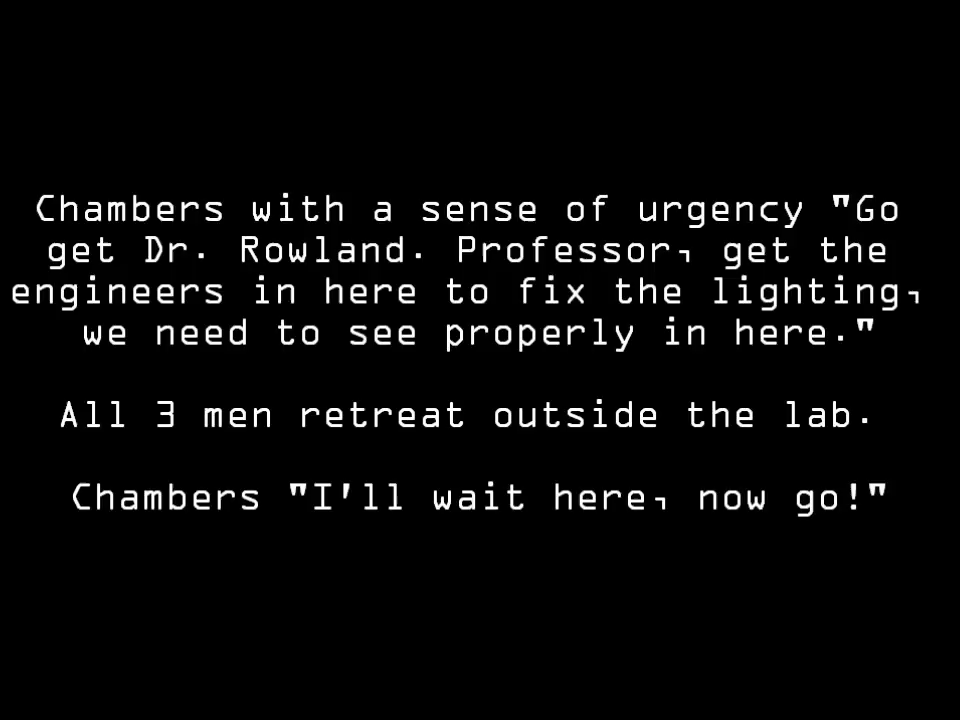 Chambers with a sense of urgency "Go
get Dr. Rowland. Professor, get the
engineers in here to fix the lighting,
we need to see properly in here."
All 3 men retreat outside the lab.
Chambers "I'll wait here, now go!"